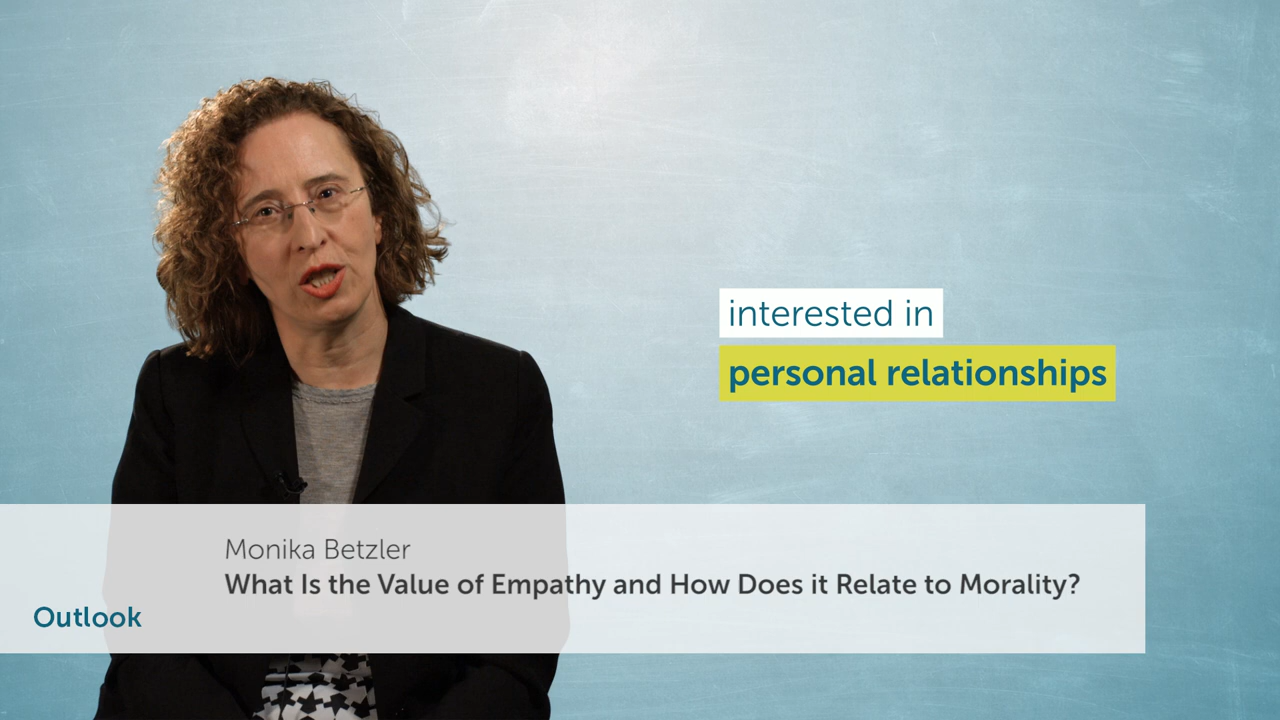 interested in
personal relationships
Monika Betzler
What Is the Value of Empathy and How Does it Relate to Morality?
Outlook